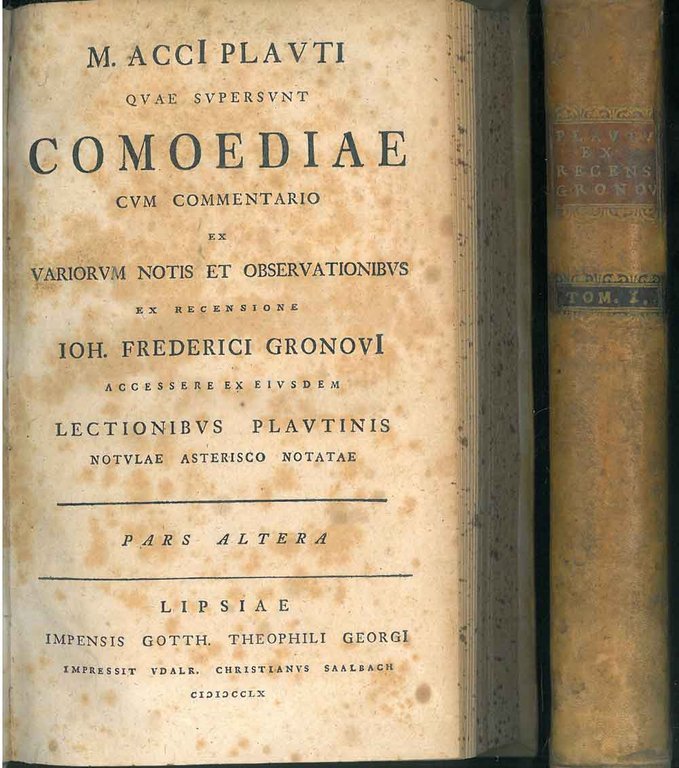 M. ACCI PLAVTI
QVAE SVPERSVNT
COMOEDIAE
CVM COMMENTARIO
EX
VARIORVM NOTIS ET OBSERVATIONIBVS
EX RECENSIONE
IOH. FREDERICI GRONOVI
ACCESSERE EX EIVSDEM
LECTIONIBVS PLAVTINIS
NOTVLAE ASTERISCO NOTATAE
PARS ALTERA
LIPSIAE
IMPENSIS GOTTH. THEOPHILI GEORGI
IMPRESSIT VDALR. CHRISTIANVS SAALBACH
CIↃIↃCCLX
PLAVTV
EX
RECENS
GRONOV
TOM. I.